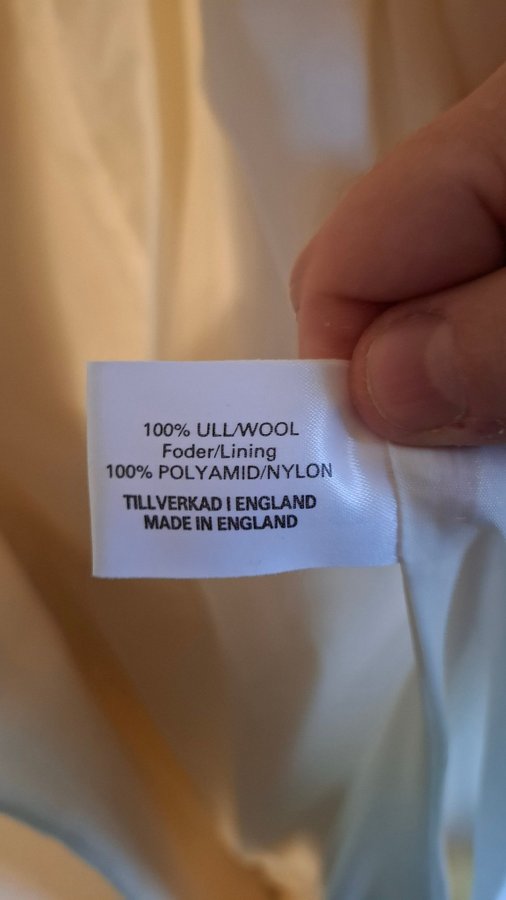 100% ULL/WOOL
Foder/Lining
100% POLYAMID/NYLON
TILLVERKAD I ENGLAND
MADE IN ENGLAND